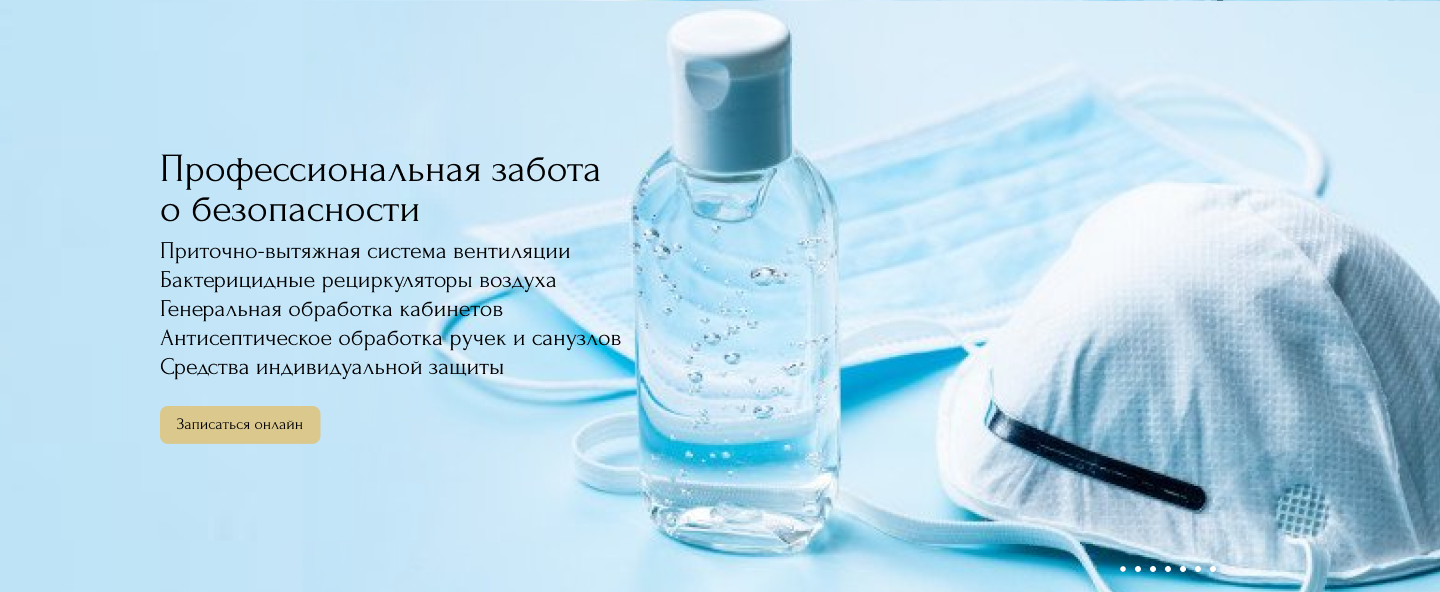 Профессиональная забота
о безопасности
Приточно-вытяжная система вентиляции
Бактерицидные рециркуляторы воздуха
Генеральная обработка кабинетов
Антисептическое обработка ручек и санузлов
Средства индивидуальной защиты
Записаться онлайн